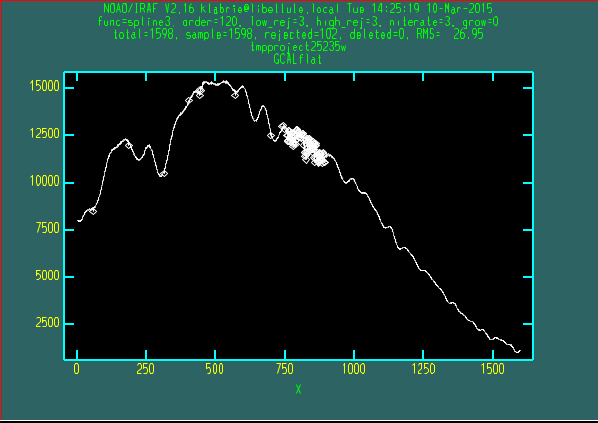 NOAO/IRAF V2.16 klabrie@libellule.local Tue 14:25:19 10-Mar-2015
func=spline3, order=120, low_rej=3, high_rej=3, niterate=3, grow=0
total=1598, sample=1598, rejected=102, deleted=0, RMS= 26.95
tmpproject25235w
GCALflat
15000
12500
10000
7500
5000
2500
0 250 500 750 1000 1250 1500
X